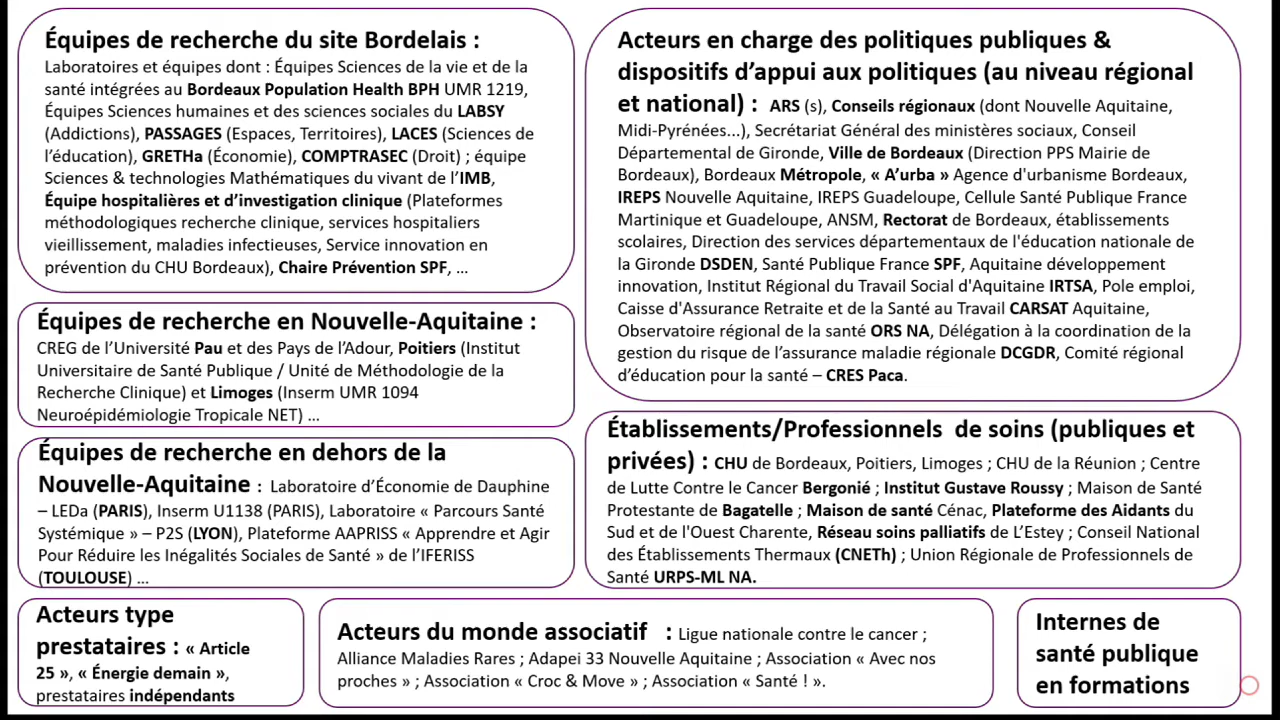 Équipes de recherche du site Bordelais :
Laboratoires et équipes dont : Équipes Sciences de la vie et de la
santé intégrées au Bordeaux Population Health BPH UMR 1219,
Équipes Sciences humaines et des sciences sociales du LABSY
(Addictions), PASSAGES (Espaces, Territoires), LACES (Sciences de
l’éducation), GRETHa (Économie), COMPTRASEC (Droit) ; équipe
Sciences & technologies Mathématiques du vivant de l’IMB,
Équipe hospitalières et d’investigation clinique (Plateformes
méthodologiques recherche clinique, services hospitaliers
vieillissement, maladies infectieuses, Service innovation en
prévention du CHU Bordeaux), Chaire Prévention SPF, …
Équipes de recherche en Nouvelle-Aquitaine :
CREG de l’Université Pau et des Pays de l’Adour, Poitiers (Institut
Universitaire de Santé Publique / Unité de Méthodologie de la
Recherche Clinique) et Limoges (Inserm UMR 1094
Neuroépidémiologie Tropicale NET) …
Équipes de recherche en dehors de la
Nouvelle-Aquitaine : Laboratoire d’Économie de Dauphine
– LEDa (PARIS), Inserm U1138 (PARIS), Laboratoire « Parcours Santé
Systémique » – P2S (LYON), Plateforme AAPRISS « Apprendre et Agir
Pour Réduire les Inégalités Sociales de Santé » de l’IFERISS
(TOULOUSE) …
Acteurs en charge des politiques publiques &
dispositifs d’appui aux politiques (au niveau régional
et national) : ARS (s), Conseils régionaux (dont Nouvelle Aquitaine,
Midi-Pyrénées...), Secrétariat Général des ministères sociaux, Conseil
Départemental de Gironde, Ville de Bordeaux (Direction PPS Mairie de
Bordeaux), Bordeaux Métropole, « A’urba » Agence d'urbanisme Bordeaux,
IREPS Nouvelle Aquitaine, IREPS Guadeloupe, Cellule Santé Publique France
Martinique et Guadeloupe, ANSM, Rectorat de Bordeaux, établissements
scolaires, Direction des services départementaux de l'éducation nationale de
la Gironde DSDEN, Santé Publique France SPF, Aquitaine développement
innovation, Institut Régional du Travail Social d'Aquitaine IRTSA, Pole emploi,
Caisse d'Assurance Retraite et de la Santé au Travail CARSAT Aquitaine,
Observatoire régional de la santé ORS NA, Délégation à la coordination de la
gestion du risque de l’assurance maladie régionale DCGDR, Comité régional
d’éducation pour la santé – CRES Paca.
Établissements/Professionnels de soins (publiques et
privées) : CHU de Bordeaux, Poitiers, Limoges ; CHU de la Réunion ; Centre
de Lutte Contre le Cancer Bergonié ; Institut Gustave Roussy ; Maison de Santé
Protestante de Bagatelle ; Maison de santé Cénac, Plateforme des Aidants du
Sud et de l'Ouest Charente, Réseau soins palliatifs de L’Estey ; Conseil National
des Établissements Thermaux (CNETh) ; Union Régionale de Professionnels de
Santé URPS-ML NA.
Acteurs type
prestataires : « Article
25 », « Énergie demain »,
prestataires indépendants
Acteurs du monde associatif : Ligue nationale contre le cancer ;
Alliance Maladies Rares ; Adapei 33 Nouvelle Aquitaine ; Association « Avec nos
proches » ; Association « Croc & Move » ; Association « Santé ! ».
Internes de
santé publique
en formations